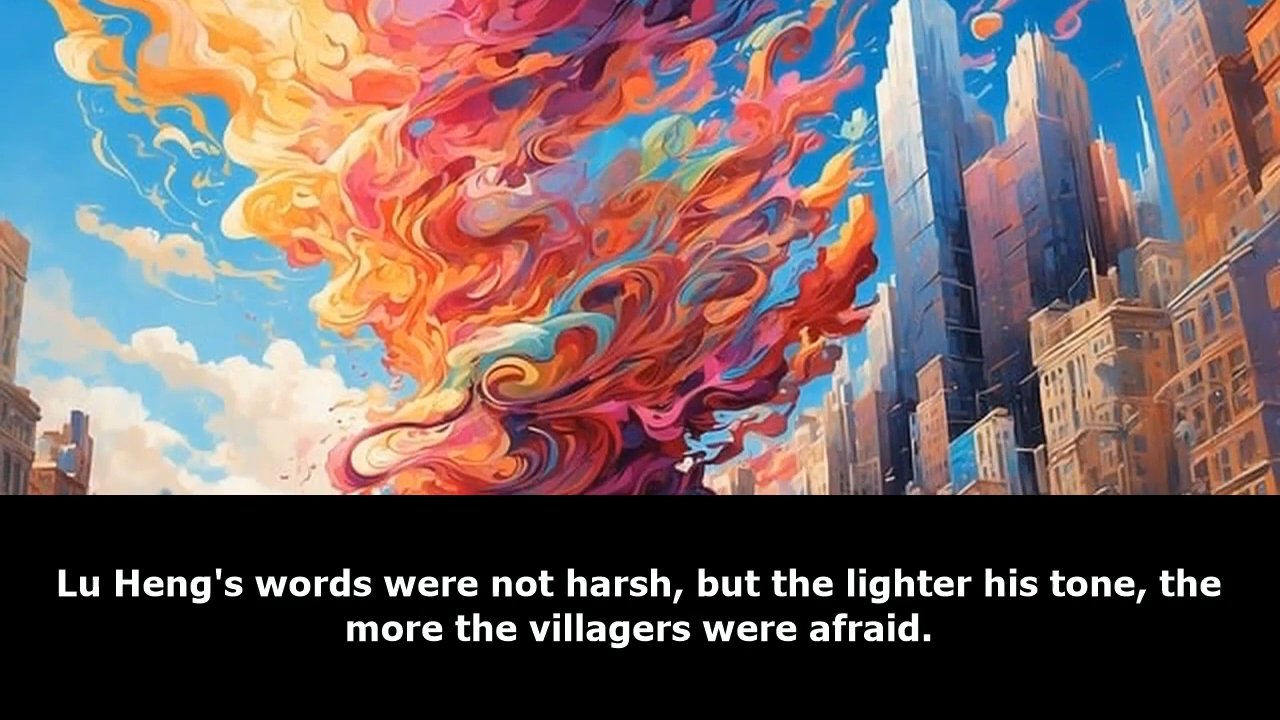 Lu Heng's words were not harsh, but the lighter his tone, the
more the villagers were afraid.